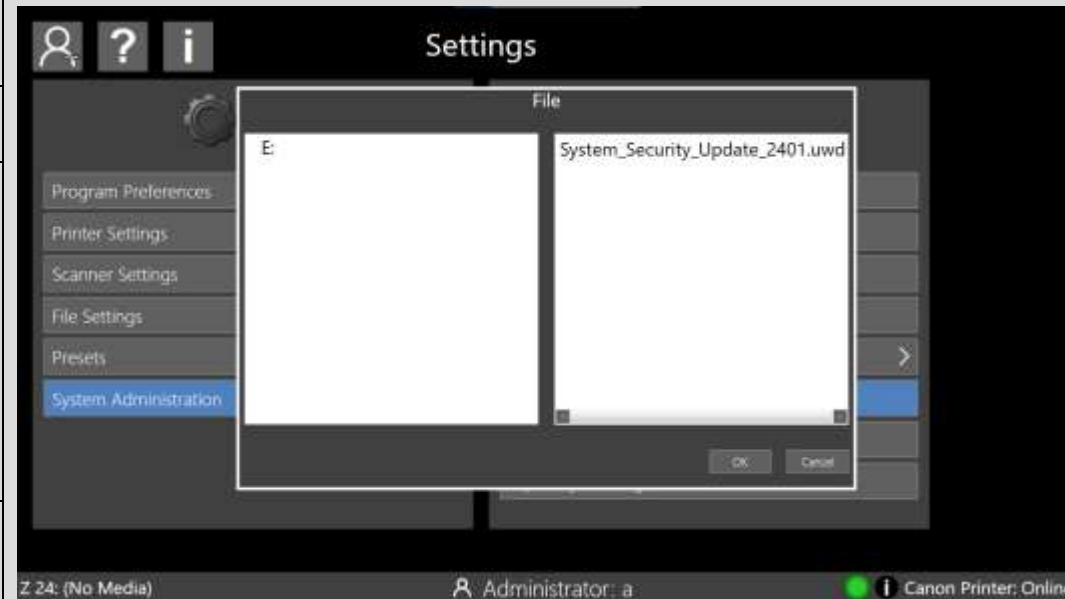 ? i Settings
File
E:
System_Security_Update_2401.uwd
Program Preferences
Printer Settings
Scanner Settings
File Settings
Presets
System Administration
OK Cancel
Z 24: (No Media)
Administrator: a
i Canon Printer: